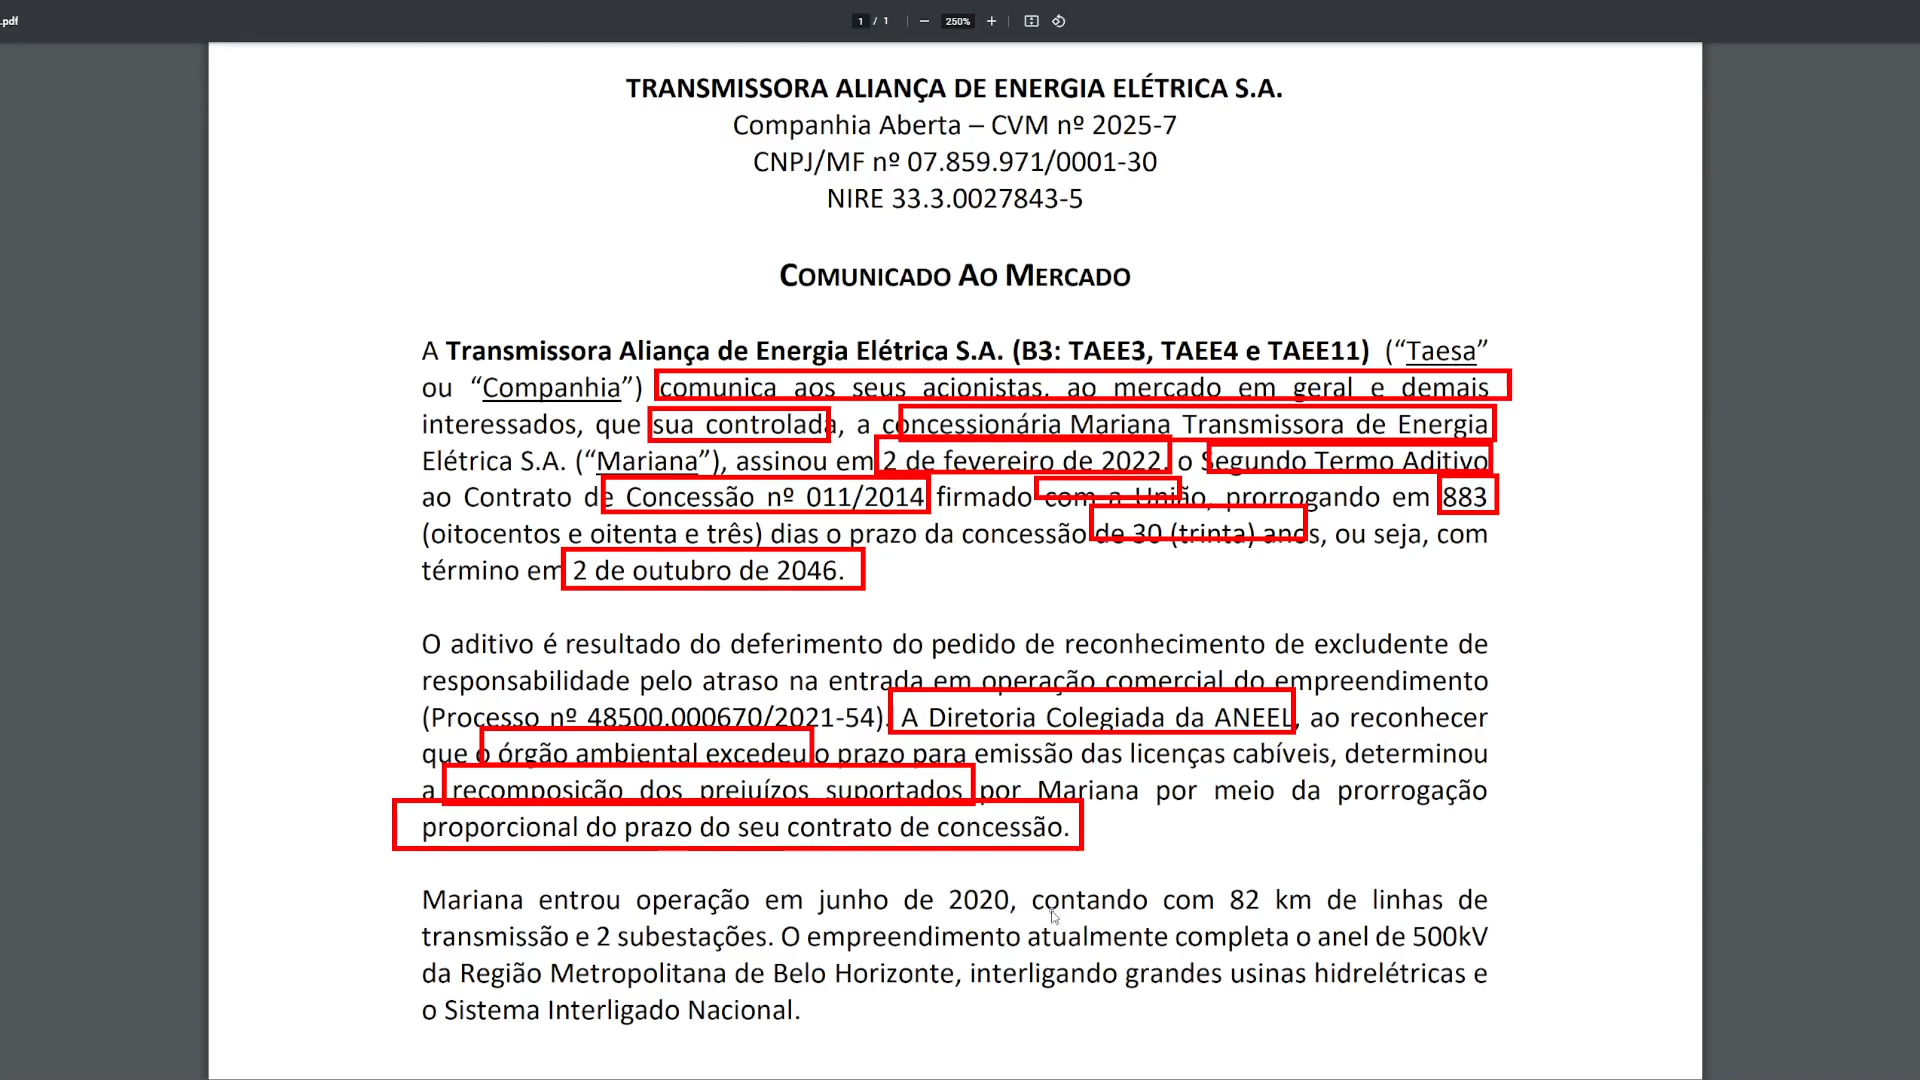 .pdf
1 / 1
250%
TRANSMISSORA ALIANÇA DE ENERGIA ELÉTRICA S.A.
Companhia Aberta – CVM nº 2025-7
CNPJ/MF nº 07.859.971/0001-30
NIRE 33.3.0027843-5
COMUNICADO AO MERCADO
A Transmissora Aliança de Energia Elétrica S.A. (B3: TAEE3, TAEE4 e TAEE11) (“Taesa”
ou “Companhia”) comunica aos seus acionistas, ao mercado em geral e demais
interessados, que sua controlada, a concessionária Mariana Transmissora de Energia
Elétrica S.A. (“Mariana”), assinou em 2 de fevereiro de 2022, o Segundo Termo Aditivo
ao Contrato de Concessão nº 011/2014 firmado com a União, prorrogando em 883
(oitocentos e oitenta e três) dias o prazo da concessão de 30 (trinta) anos, ou seja, com
término em 2 de outubro de 2046.
O aditivo é resultado do deferimento do pedido de reconhecimento de excludente de
responsabilidade pelo atraso na entrada em operação comercial do empreendimento
(Processo nº 48500.000670/2021-54). A Diretoria Colegiada da ANEEL, ao reconhecer
que o órgão ambiental excedeu o prazo para emissão das licenças cabíveis, determinou
a recomposição dos prejuízos suportados por Mariana por meio da prorrogação
proporcional do prazo do seu contrato de concessão.
Mariana entrou operação em junho de 2020, contando com 82 km de linhas de
transmissão e 2 subestações. O empreendimento atualmente completa o anel de 500kV
da Região Metropolitana de Belo Horizonte, interligando grandes usinas hidrelétricas e
o Sistema Interligado Nacional.